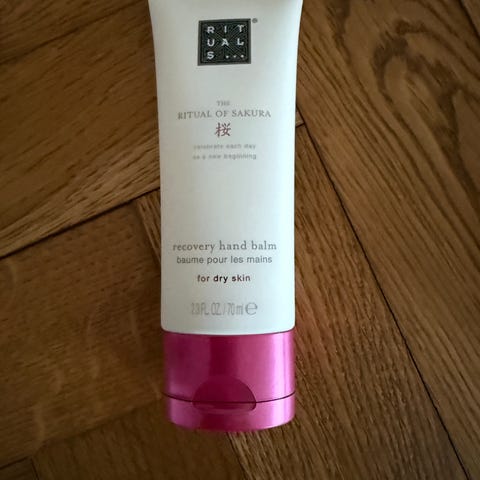 RIT
UAL
S...
®
THE
RITUAL OF SAKURA
桜
celebrate each day
as a new beginning
recovery hand balm
baume pour les mains
for dry skin
2.3 FL. OZ. / 70 ml ℮